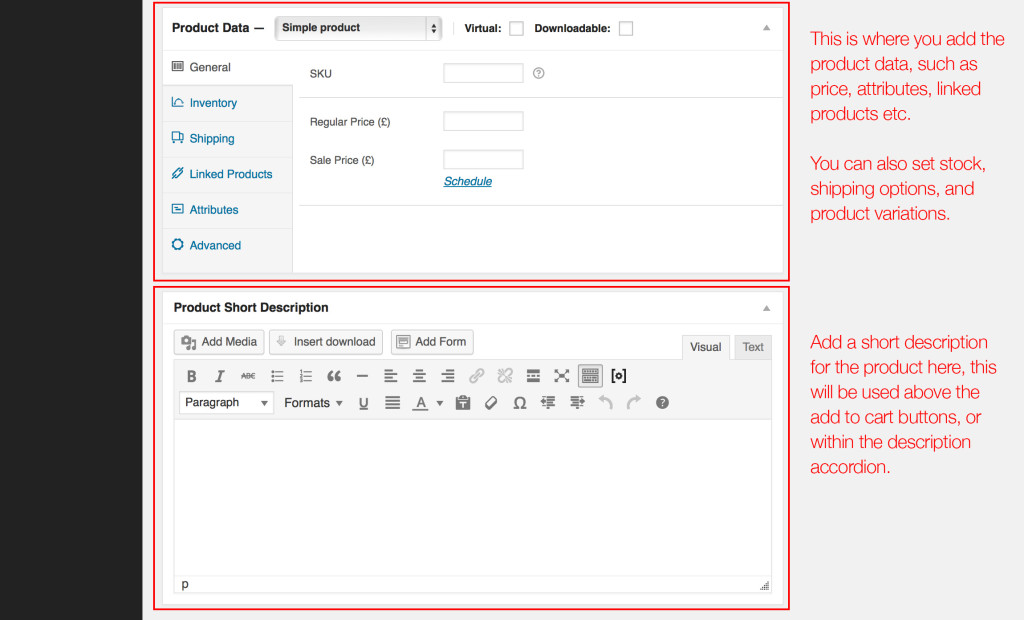 Product Data — Simple product Virtual: Downloadable:
General
Inventory
Shipping
Linked Products
Attributes
Advanced
SKU ?
Regular Price (£)
Sale Price (£)
Schedule
This is where you add the
product data, such as
price, attributes, linked
products etc.
You can also set stock,
shipping options, and
product variations.
Product Short Description
Add Media Insert download Add Form Visual Text
B I ABC
Paragraph Formats U A T Ω ?
p
Add a short description
for the product here, this
will be used above the
add to cart buttons, or
within the description
accordion.